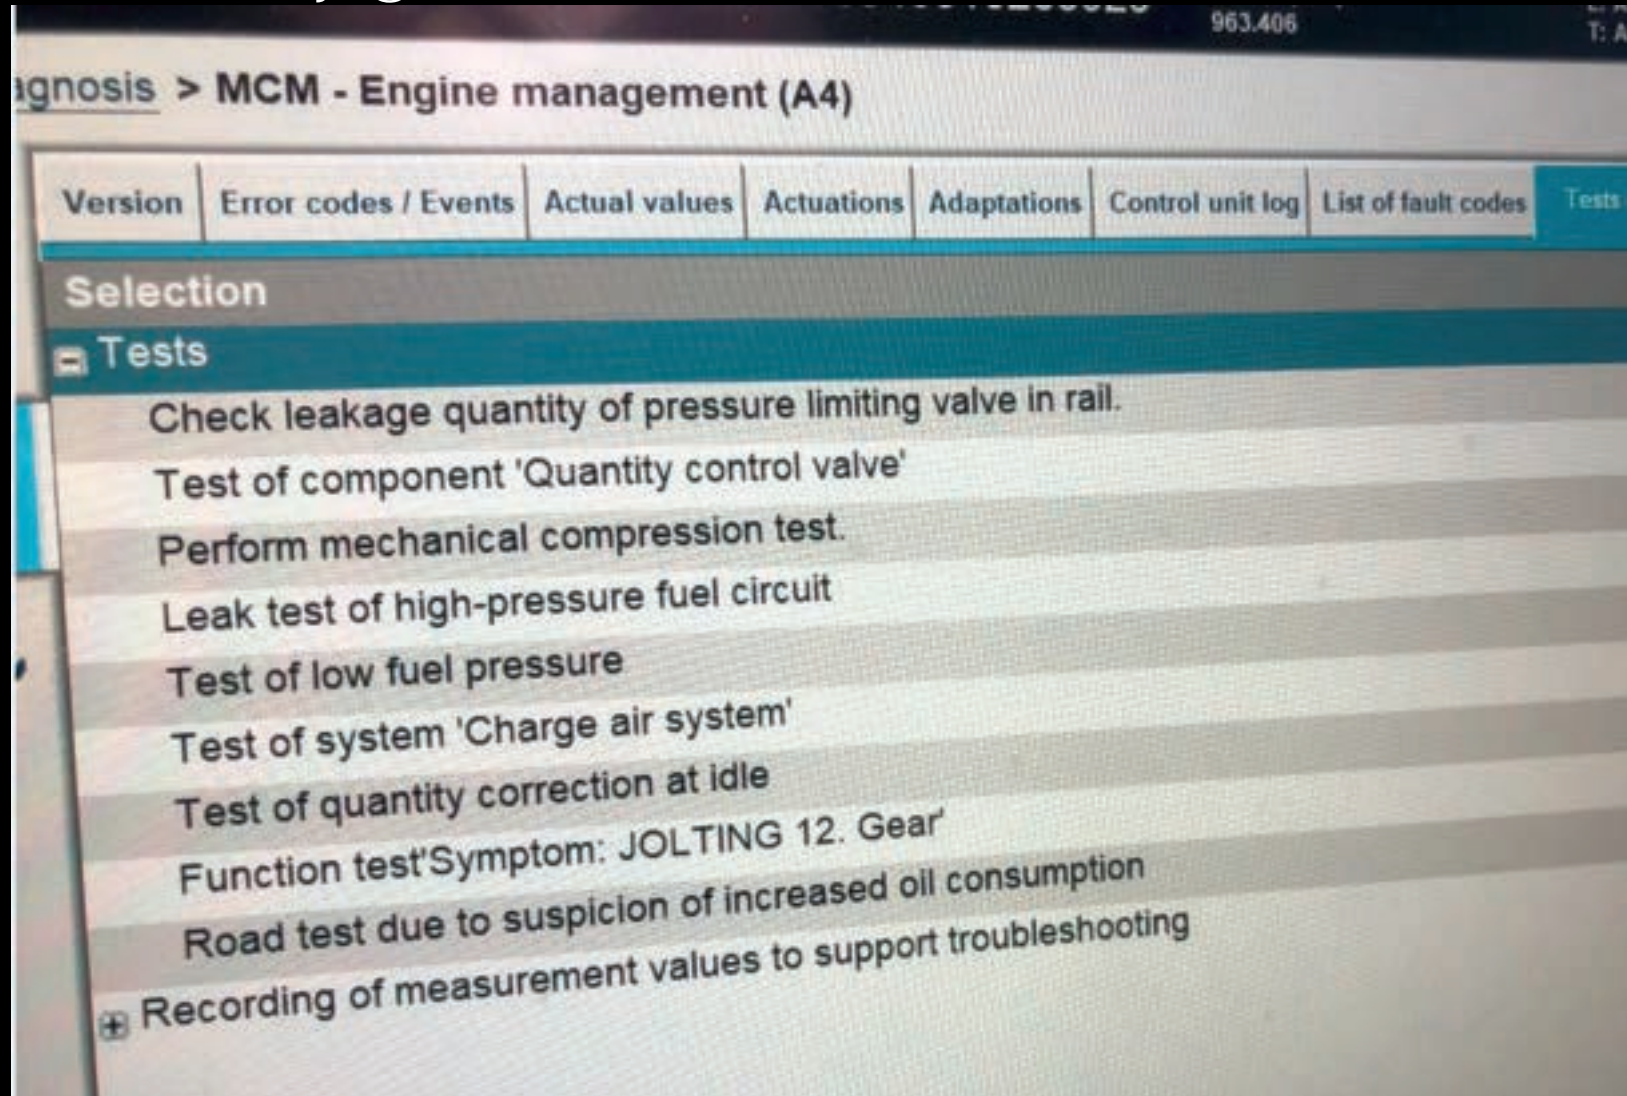 963.406
T: A
agnosis > MCM - Engine management (A4)
Version Error codes / Events Actual values Actuations Adaptations Control unit log List of fault codes Tests
Selection
Tests
Check leakage quantity of pressure limiting valve in rail.
Test of component 'Quantity control valve'
Perform mechanical compression test.
Leak test of high-pressure fuel circuit
Test of low fuel pressure
Test of system 'Charge air system'
Test of quantity correction at idle
Function test'Symptom: JOLTING 12. Gear'
Road test due to suspicion of increased oil consumption
Recording of measurement values to support troubleshooting